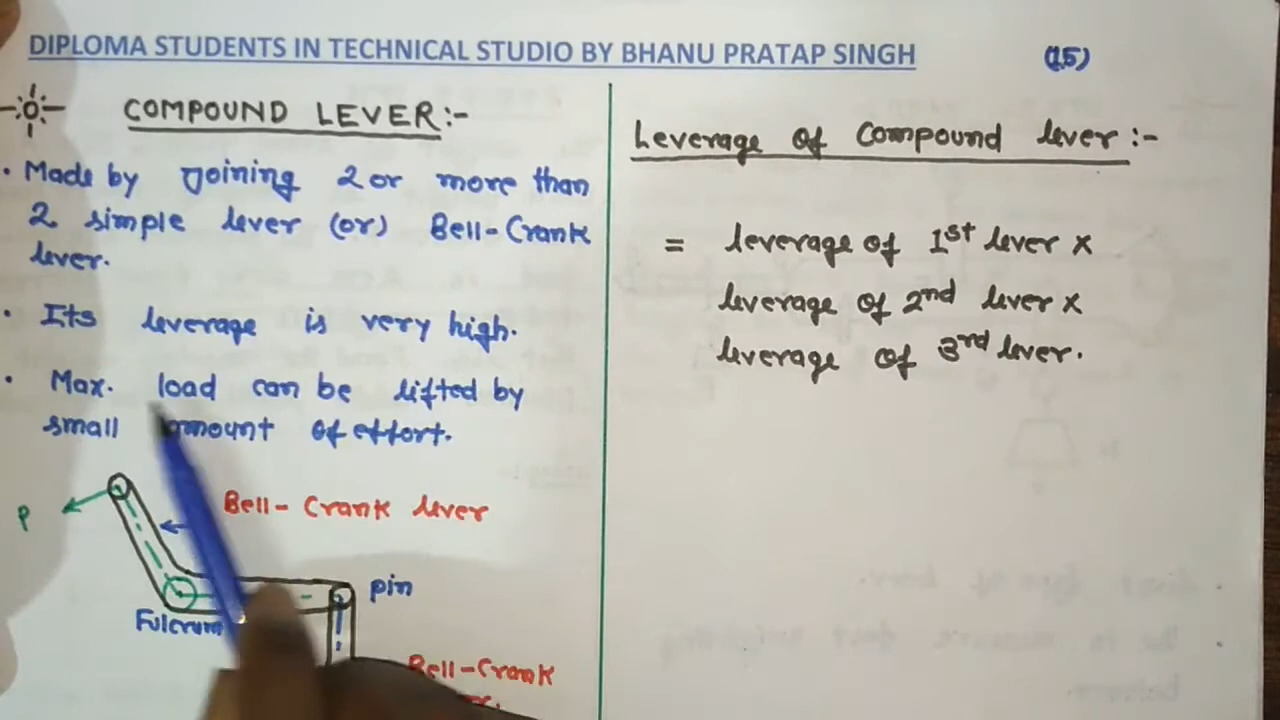 DIPLOMA STUDENTS IN TECHNICAL STUDIO BY BHANU PRATAP SINGH
(15)
COMPOUND LEVER:-
• Made by joining 2 or more than
2 simple lever (or) Bell-Crank
lever.
• Its leverage is very high.
• Max. load can be lifted by
small amount of effort.
P
Bell-Crank lever
Pin
Fulcrum
Bell-Crank
Leverage of Compound lever:-
= leverage of 1st lever x
leverage of 2nd lever x
leverage of 3rd lever.